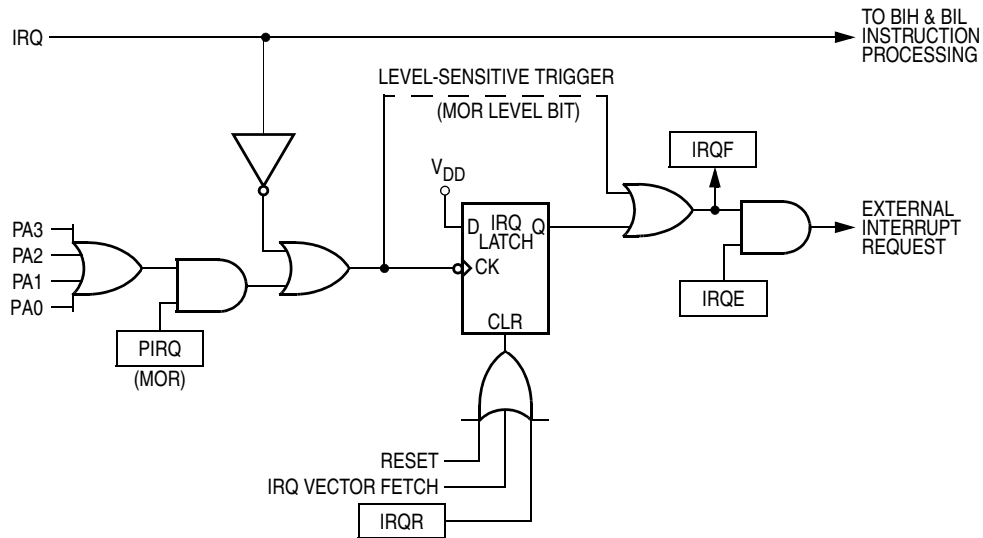 IRQ
TO BIH & BIL
INSTRUCTION
PROCESSING
LEVEL-SENSITIVE TRIGGER
(MOR LEVEL BIT)
IRQF
VDD
D IRQ Q
LATCH
CK
CLR
EXTERNAL
INTERRUPT
REQUEST
PA3
PA2
PA1
PA0
IRQE
PIRQ
(MOR)
RESET
IRQ VECTOR FETCH
IRQR